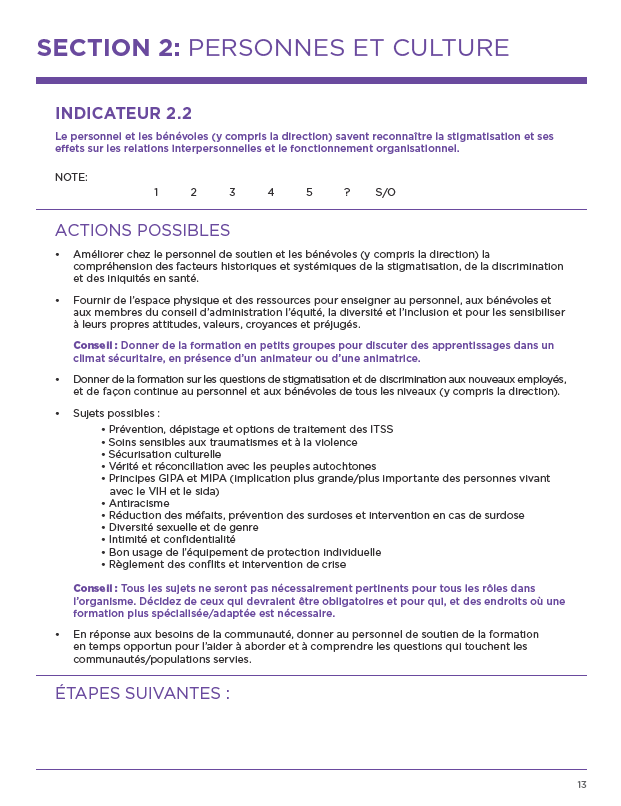 SECTION 2: PERSONNES ET CULTURE
INDICATEUR 2.2
Le personnel et les bénévoles (y compris la direction) savent reconnaître la stigmatisation et ses
effets sur les relations interpersonnelles et le fonctionnement organisationnel.
NOTE:
1 2 3 4 5 ? S/O
ACTIONS POSSIBLES
• Améliorer chez le personnel de soutien et les bénévoles (y compris la direction) la
compréhension des facteurs historiques et systémiques de la stigmatisation, de la discrimination
et des iniquités en santé.
• Fournir de l’espace physique et des ressources pour enseigner au personnel, aux bénévoles et
aux membres du conseil d’administration l’équité, la diversité et l’inclusion et pour les sensibiliser
à leurs propres attitudes, valeurs, croyances et préjugés.
Conseil : Donner de la formation en petits groupes pour discuter des apprentissages dans un
climat sécuritaire, en présence d’un animateur ou d’une animatrice.
• Donner de la formation sur les questions de stigmatisation et de discrimination aux nouveaux employés,
et de façon continue au personnel et aux bénévoles de tous les niveaux (y compris la direction).
• Sujets possibles :
• Prévention, dépistage et options de traitement des ITSS
• Soins sensibles aux traumatismes et à la violence
• Sécurisation culturelle
• Vérité et réconciliation avec les peuples autochtones
• Principes GIPA et MIPA (implication plus grande/plus importante des personnes vivant
avec le VIH et le sida)
• Antiracisme
• Réduction des méfaits, prévention des surdoses et intervention en cas de surdose
• Diversité sexuelle et de genre
• Intimité et confidentialité
• Bon usage de l’équipement de protection individuelle
• Règlement des conflits et intervention de crise
Conseil : Tous les sujets ne seront pas nécessairement pertinents pour tous les rôles dans
l’organisme. Décidez de ceux qui devraient être obligatoires et pour qui, et des endroits où une
formation plus spécialisée/adaptée est nécessaire.
• En réponse aux besoins de la communauté, donner au personnel de soutien de la formation
en temps opportun pour l’aider à aborder et à comprendre les questions qui touchent les
communautés/populations servies.
ÉTAPES SUIVANTES :
13